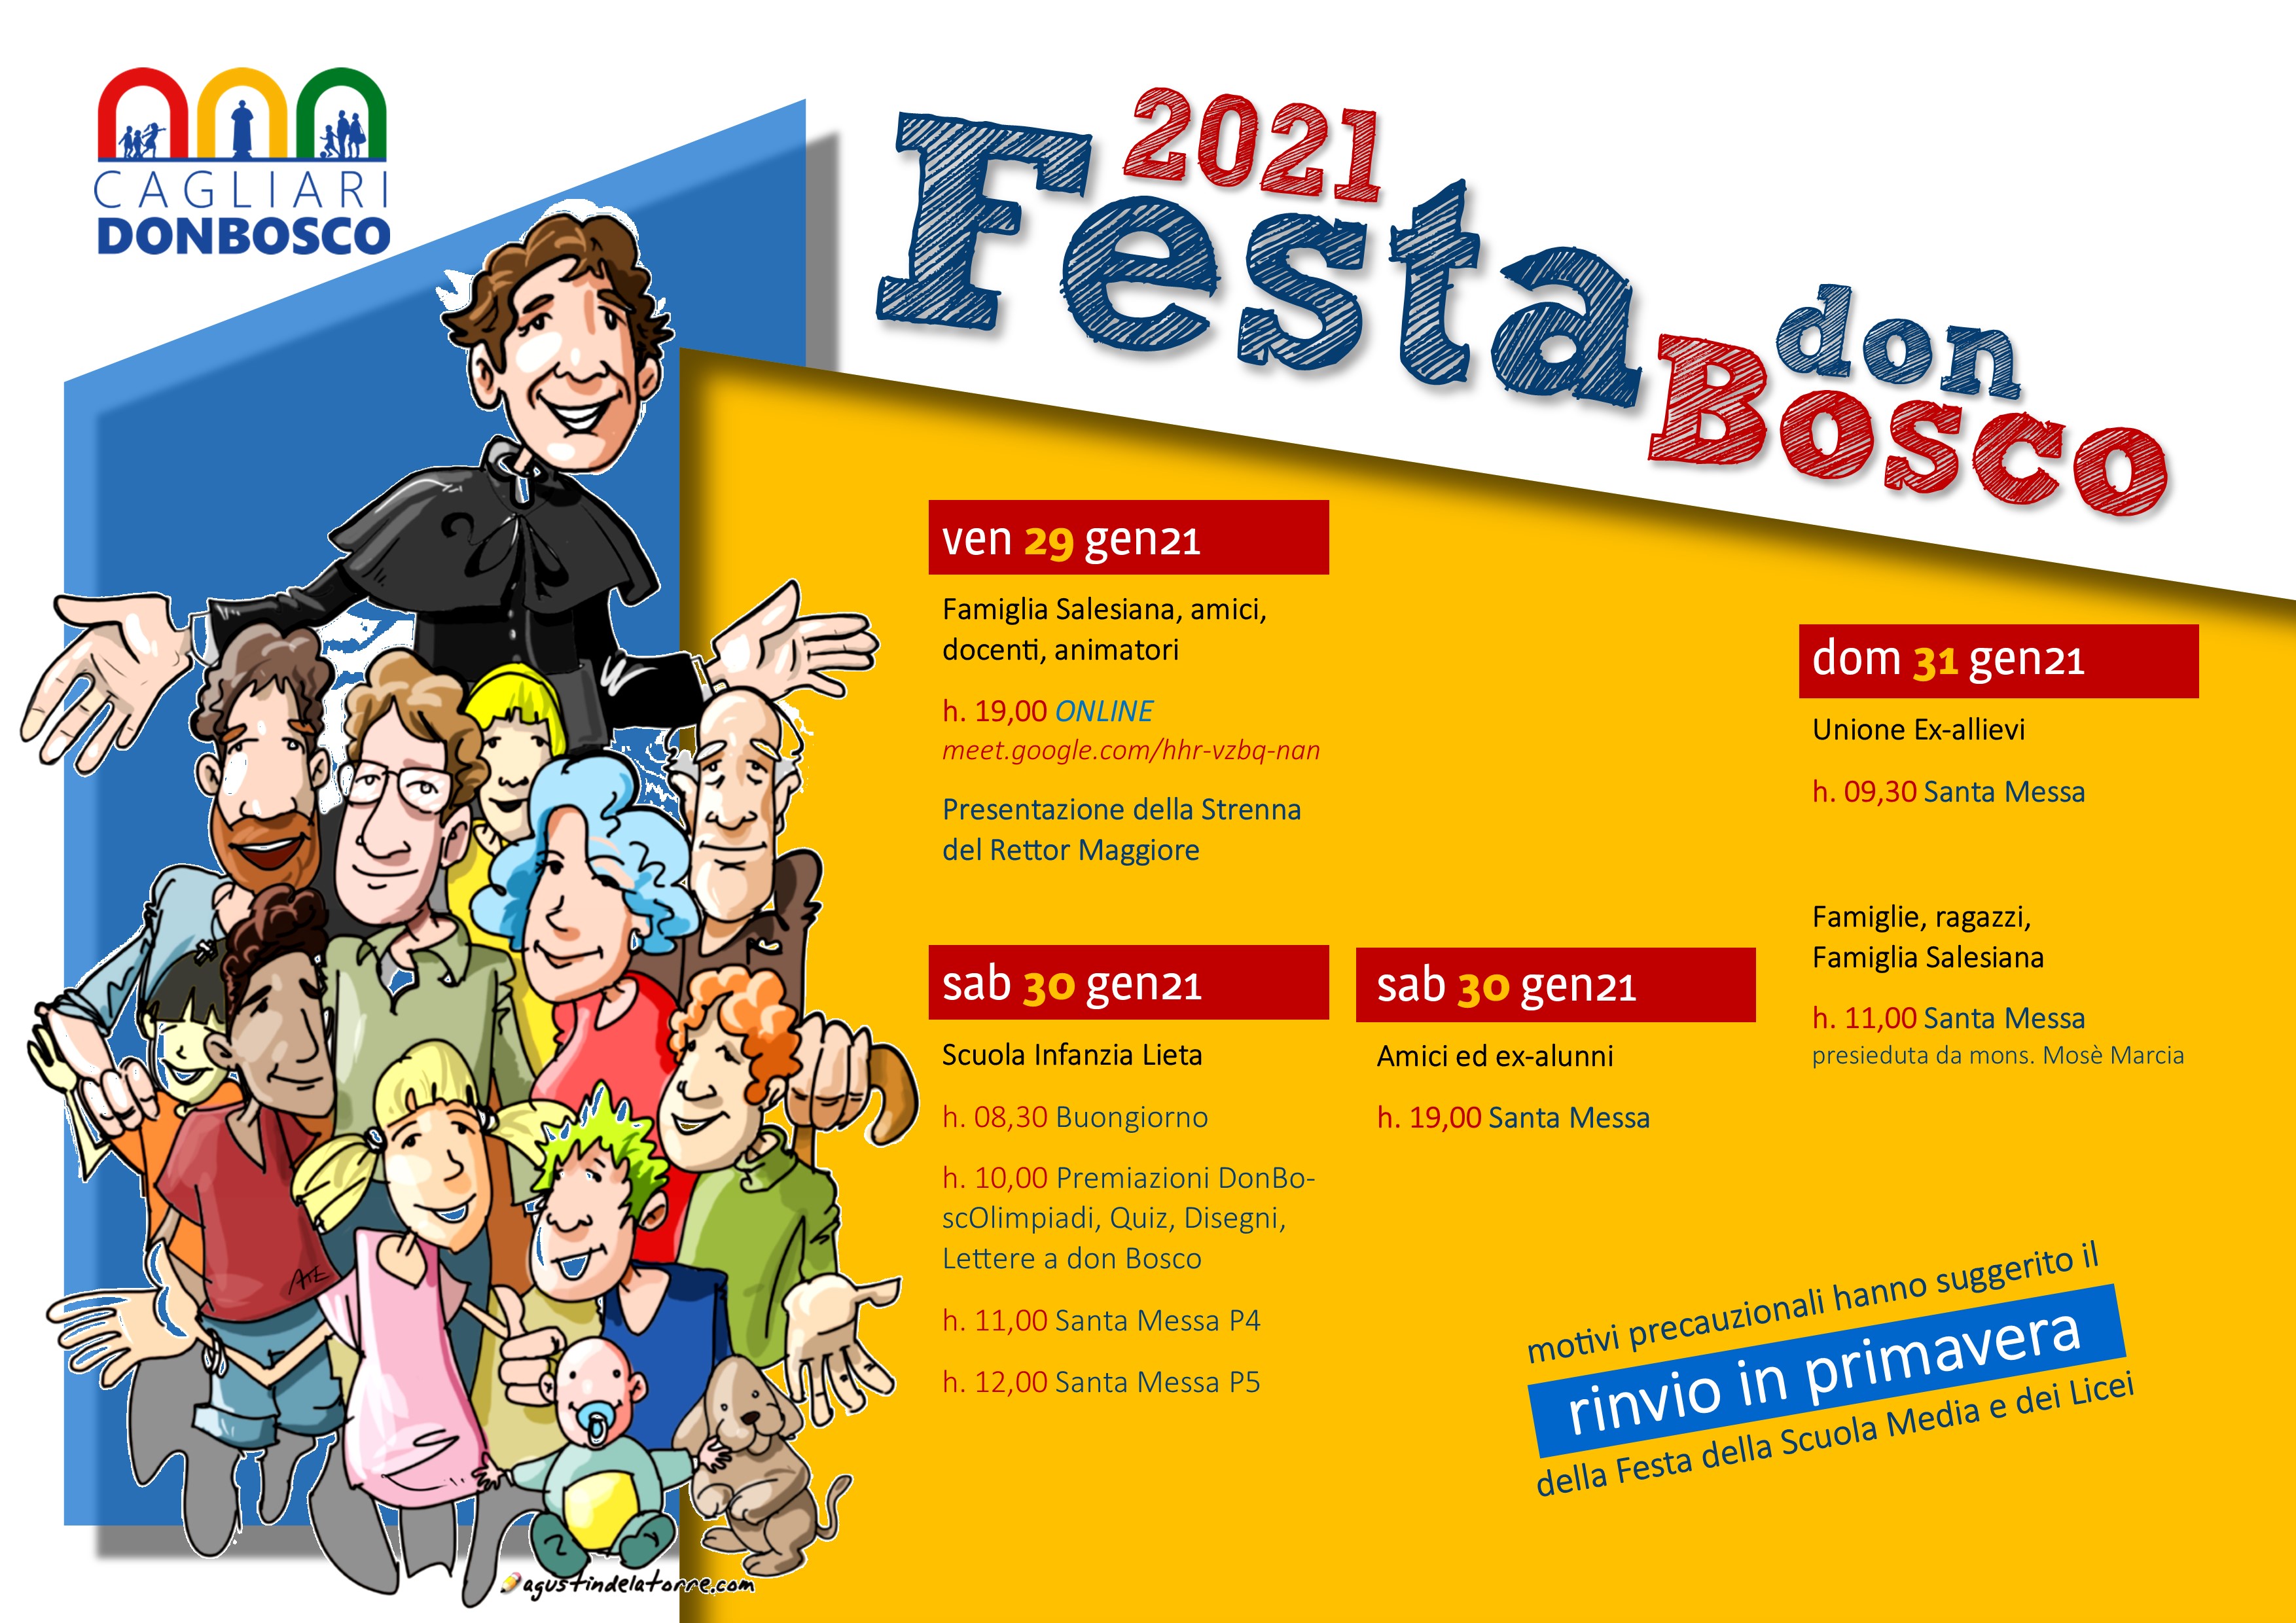 CAGLIARI
DONBOSCO
2021
Festa
don
Bosco
ven 29 gen21
Famiglia Salesiana, amici,
docenti, animatori
h. 19,00 ONLINE
meet.google.com/hhr-vzbq-nan
Presentazione della Strenna
del Rettor Maggiore
sab 30 gen21
Scuola Infanzia Lieta
h. 08,30 Buongiorno
h. 10,00 Premiazioni DonBo-
scOlimpiadi, Quiz, Disegni,
Lettere a don Bosco
h. 11,00 Santa Messa P4
h. 12,00 Santa Messa P5
sab 30 gen21
Amici ed ex-alunni
h. 19,00 Santa Messa
dom 31 gen21
Unione Ex-allievi
h. 09,30 Santa Messa
Famiglie, ragazzi,
Famiglia Salesiana
h. 11,00 Santa Messa
presieduta da mons. Mosè Marcia
motivi precauzionali hanno suggerito il
rinvio in primavera
della Festa della Scuola Media e dei Licei
ATE
agustindelatorre.com